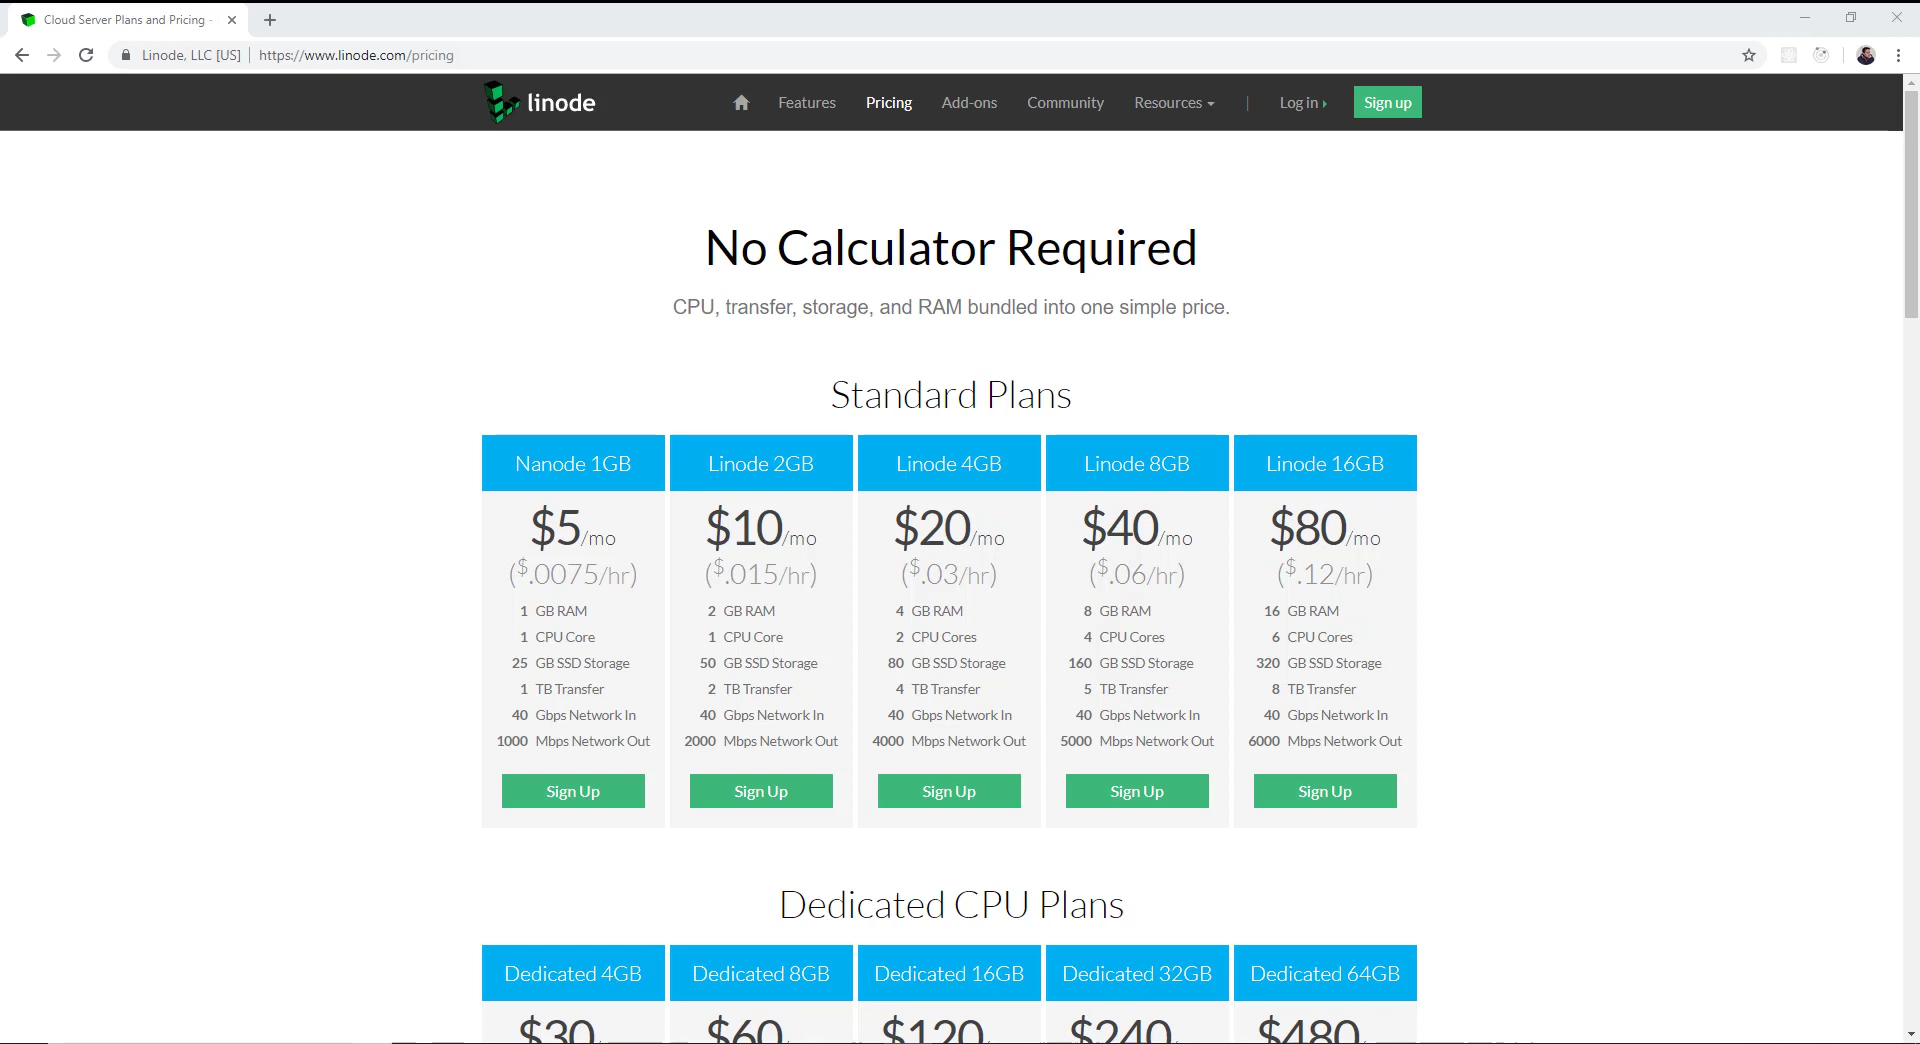 Cloud Server Plans and Pricing -
Linode, LLC [US] https://www.linode.com/pricing
linode
Features Pricing Add-ons Community Resources | Log in Sign up
No Calculator Required
CPU, transfer, storage, and RAM bundled into one simple price.
Standard Plans
Nanode 1GB
$5/mo
($.0075/hr)
1 GB RAM
1 CPU Core
25 GB SSD Storage
1 TB Transfer
40 Gbps Network In
1000 Mbps Network Out
Sign Up
Linode 2GB
$10/mo
($.015/hr)
2 GB RAM
1 CPU Core
50 GB SSD Storage
2 TB Transfer
40 Gbps Network In
2000 Mbps Network Out
Sign Up
Linode 4GB
$20/mo
($.03/hr)
4 GB RAM
2 CPU Cores
80 GB SSD Storage
4 TB Transfer
40 Gbps Network In
4000 Mbps Network Out
Sign Up
Linode 8GB
$40/mo
($.06/hr)
8 GB RAM
4 CPU Cores
160 GB SSD Storage
5 TB Transfer
40 Gbps Network In
5000 Mbps Network Out
Sign Up
Linode 16GB
$80/mo
($.12/hr)
16 GB RAM
6 CPU Cores
320 GB SSD Storage
8 TB Transfer
40 Gbps Network In
6000 Mbps Network Out
Sign Up
Dedicated CPU Plans
Dedicated 4GB
$30
Dedicated 8GB
$60
Dedicated 16GB
$120
Dedicated 32GB
$240
Dedicated 64GB
$480